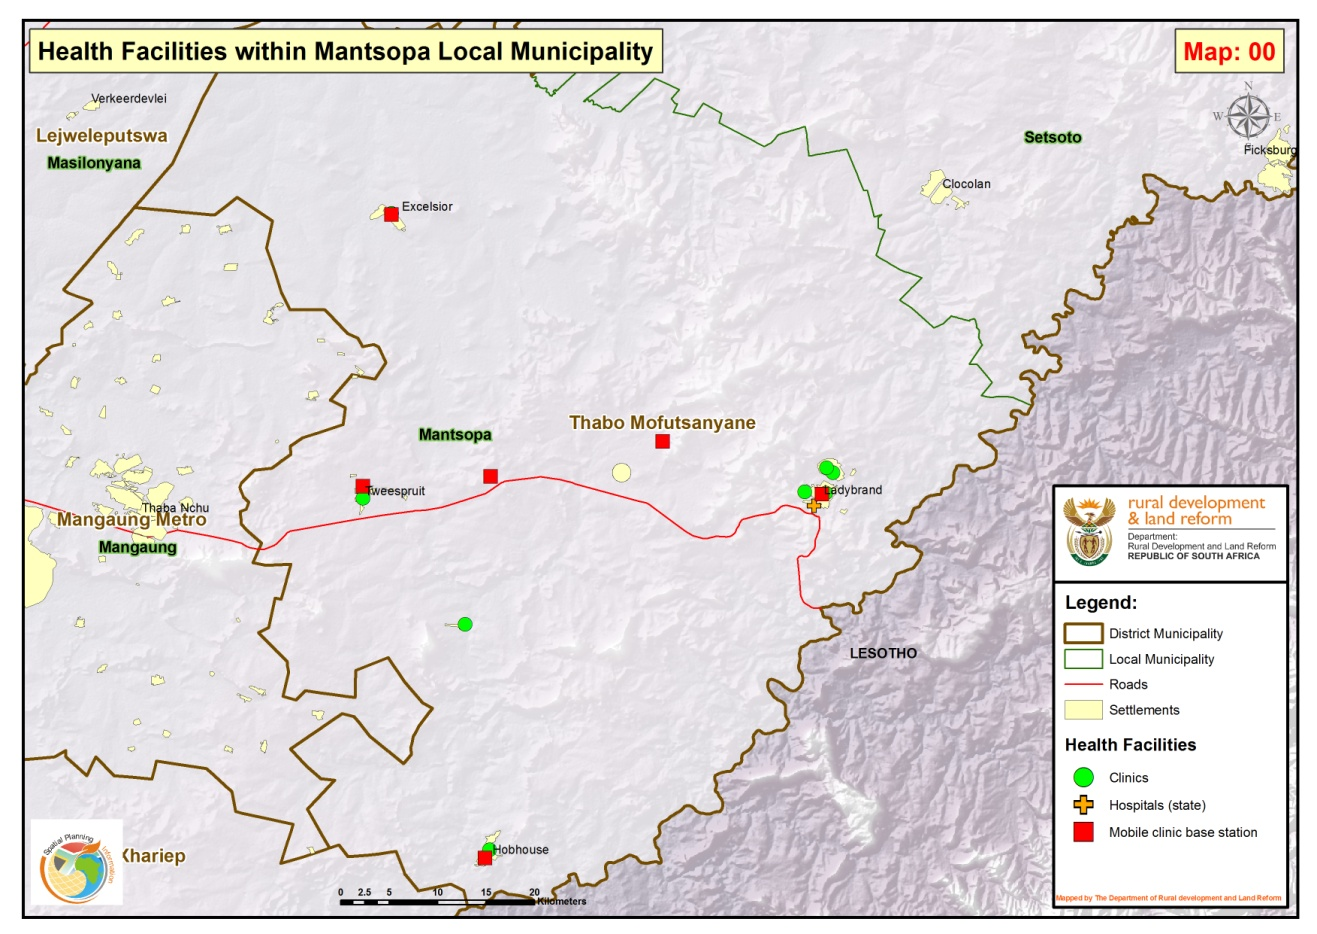 Health Facilities within Mantsopa Local Municipality
Map: 00
N
W E
S
Verkeerdevlei
Lejweleputswa
Masilonyana
Setsoto
Ficksburg
Clocolan
Excelsior
Thabo Mofutsanyane
Mantsopa
Tweespruit
Ladybrand
Thaba Nchu
Mangaung Metro
Mangaung
LESOTHO
Hobhouse
Khariep
Spatial Planning
Information
0 2.5 5 10 15 20
Kilometers
rural development
& land reform
Department:
Rural Development and Land Reform
REPUBLIC OF SOUTH AFRICA
Legend:
District Municipality
Local Municipality
Roads
Settlements
Health Facilities
Clinics
Hospitals (state)
Mobile clinic base station
Mapped by The Department of Rural development and Land Reform